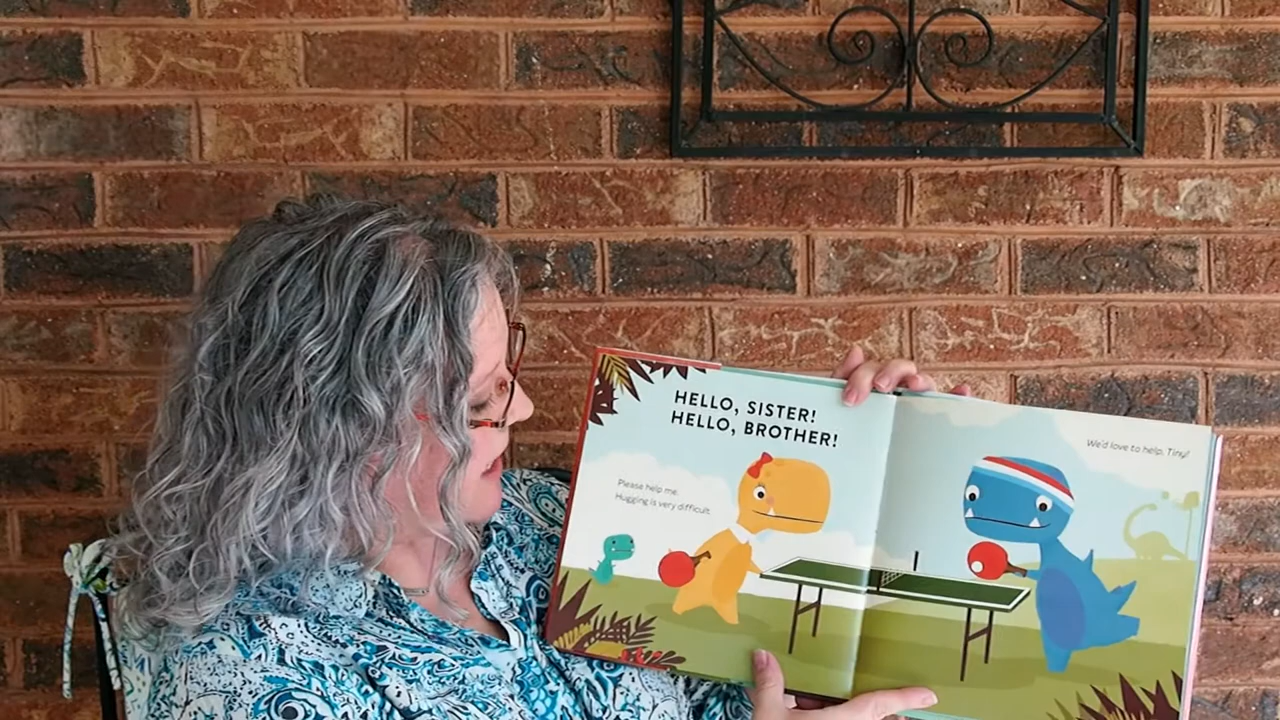 HELLO, SISTER!
HELLO, BROTHER!
Please help me.
Hugging is very difficult.
We'd love to help, Tiny!